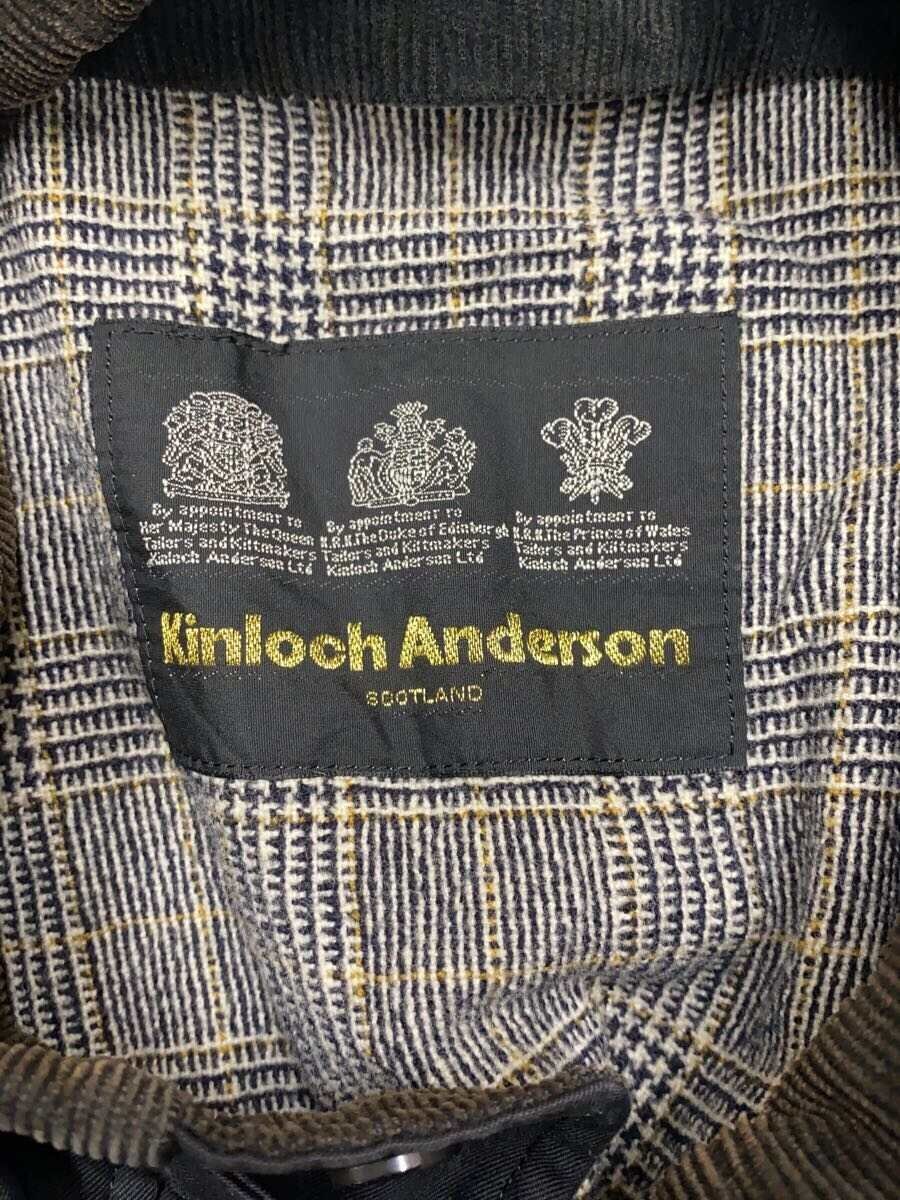 By appointment to
Her Majesty The Queen
Tailors and Kiltmakers
Kinloch Anderson Ltd
By appointment to
H.R.H.The Duke of Edinburgh
Tailors and Kiltmakers
Kinloch Anderson Ltd
By appointment to
H.R.H.The Prince of Wales
Tailors and Kiltmakers
Kinloch Anderson Ltd
Kinloch Anderson
SCOTLAND